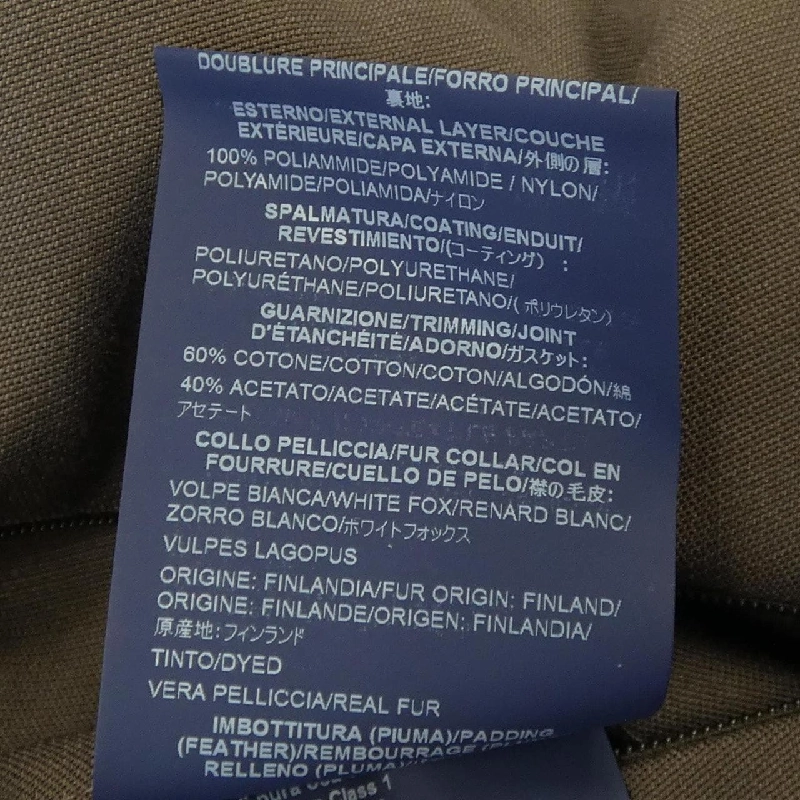 DOUBLURE PRINCIPALE/FORRO PRINCIPAL/
裏地:
ESTERNO/EXTERNAL LAYER/COUCHE
EXTÉRIEURE/CAPA EXTERNA/外側の層:
100% POLIAMMIDE/POLYAMIDE / NYLON/
POLYAMIDE/POLIAMIDA/ナイロン
SPALMATURA/COATING/ENDUIT/
REVESTIMIENTO/(コーティング) :
POLIURETANO/POLYURETHANE/
POLYURÉTHANE/POLIURETANO/( ポリウレタン)
GUARNIZIONE/TRIMMING/JOINT
D'ÉTANCHÉITÉ/ADORNO/ガスケット:
60% COTONE/COTTON/COTON/ALGODÓN/綿
40% ACETATO/ACETATE/ACÉTATE/ACETATO/
アセテート
COLLO PELLICCIA/FUR COLLAR/COL EN
FOURRURE/CUELLO DE PELO/襟の毛皮:
VOLPE BIANCA/WHITE FOX/RENARD BLANC/
ZORRO BLANCO/ホワイトフォックス
VULPES LAGOPUS
ORIGINE: FINLANDIA/FUR ORIGIN: FINLAND/
ORIGINE: FINLANDE/ORIGEN: FINLANDIA/
原産地:フィンランド
TINTO/DYED
VERA PELLICCIA/REAL FUR
IMBOTTITURA (PIUMA)/PADDING
(FEATHER)/REMBOURRAGE
RELLENO (PLUMA)
Class 1